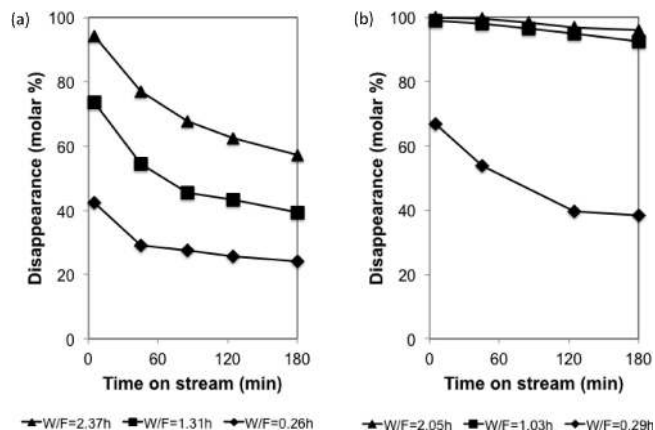 (a)
100
80
60
40
20
0
Disappearance (molar %)
0 60 120 180
Time on stream (min)
W/F=2.37h W/F=1.31h W/F=0.26h
(b)
100
80
60
40
20
0
Disappearance (molar %)
0 60 120 180
Time on stream (min)
W/F=2.05h W/F=1.03h W/F=0.29h